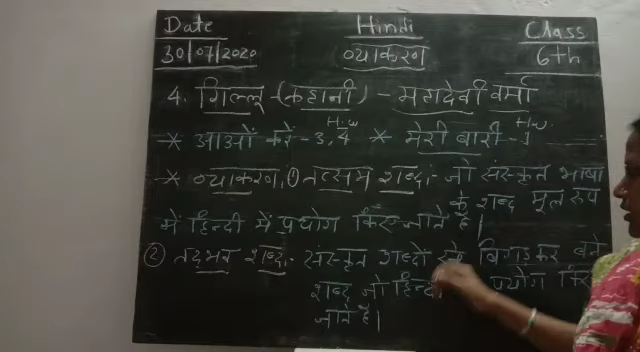 Date Hindi Class
30/07/2020 व्याकरण 6th
4. गिल्लू - (कहानी) - महादेवी वर्मा
H.w H.w.
* आओं करें - 3, 4 * मेरी बारी - 1
* व्याकरण, ① तत्सम शब्द,- जो संस्कृत भाषा
के शब्द मूल रूप
में हिन्दी में प्रयोग किए जाते हैं।
② तद्भव शब्द,- संस्कृत शब्दों से बिगड़कर बने
शब्द जो हिन्दी प्रयोग
जाते हैं।